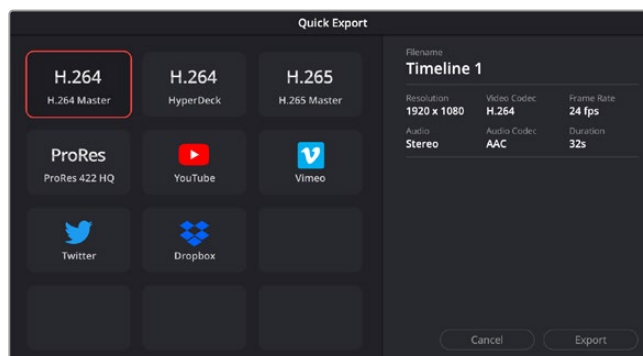 Quick Export
H.264
H.264 Master
H.264
HyperDeck
H.265
H.265 Master
ProRes
ProRes 422 HQ
YouTube
Vimeo
Twitter
Dropbox
Filename
Timeline 1
Resolution Video Codec Frame Rate
1920 x 1080 H.264 24 fps
Audio Audio Codec Duration
Stereo AAC 32s
Cancel Export